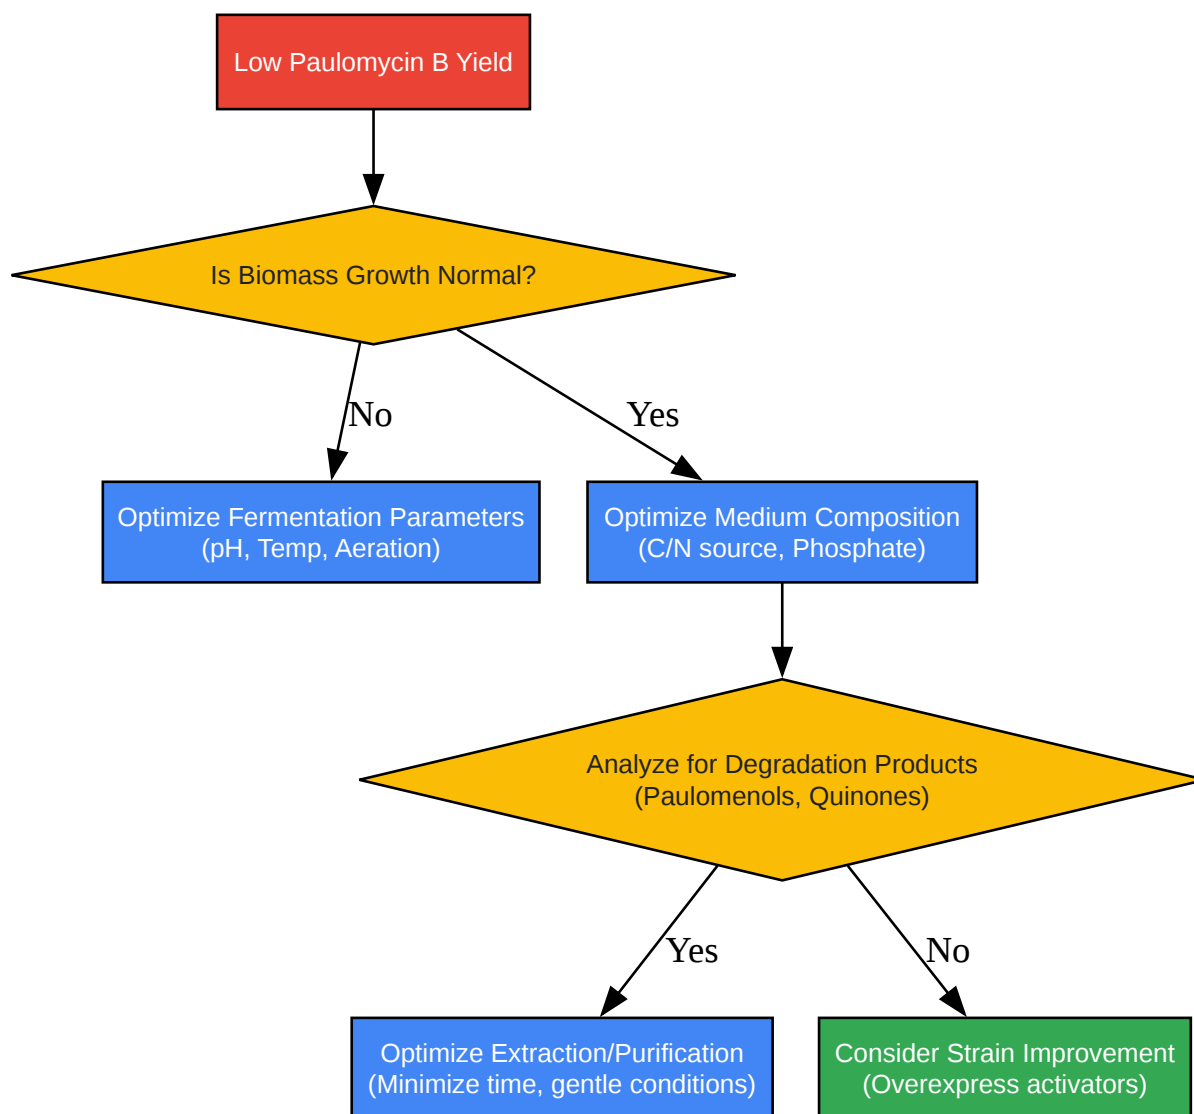 Low Paulomycin B Yield
Is Biomass Growth Normal?
No
Yes
Optimize Fermentation Parameters
(pH, Temp, Aeration)
Optimize Medium Composition
(C/N source, Phosphate)
Analyze for Degradation Products
(Paulomenols, Quinones)
Yes
No
Optimize Extraction/Purification
(Minimize time, gentle conditions)
Consider Strain Improvement
(Overexpress activators)